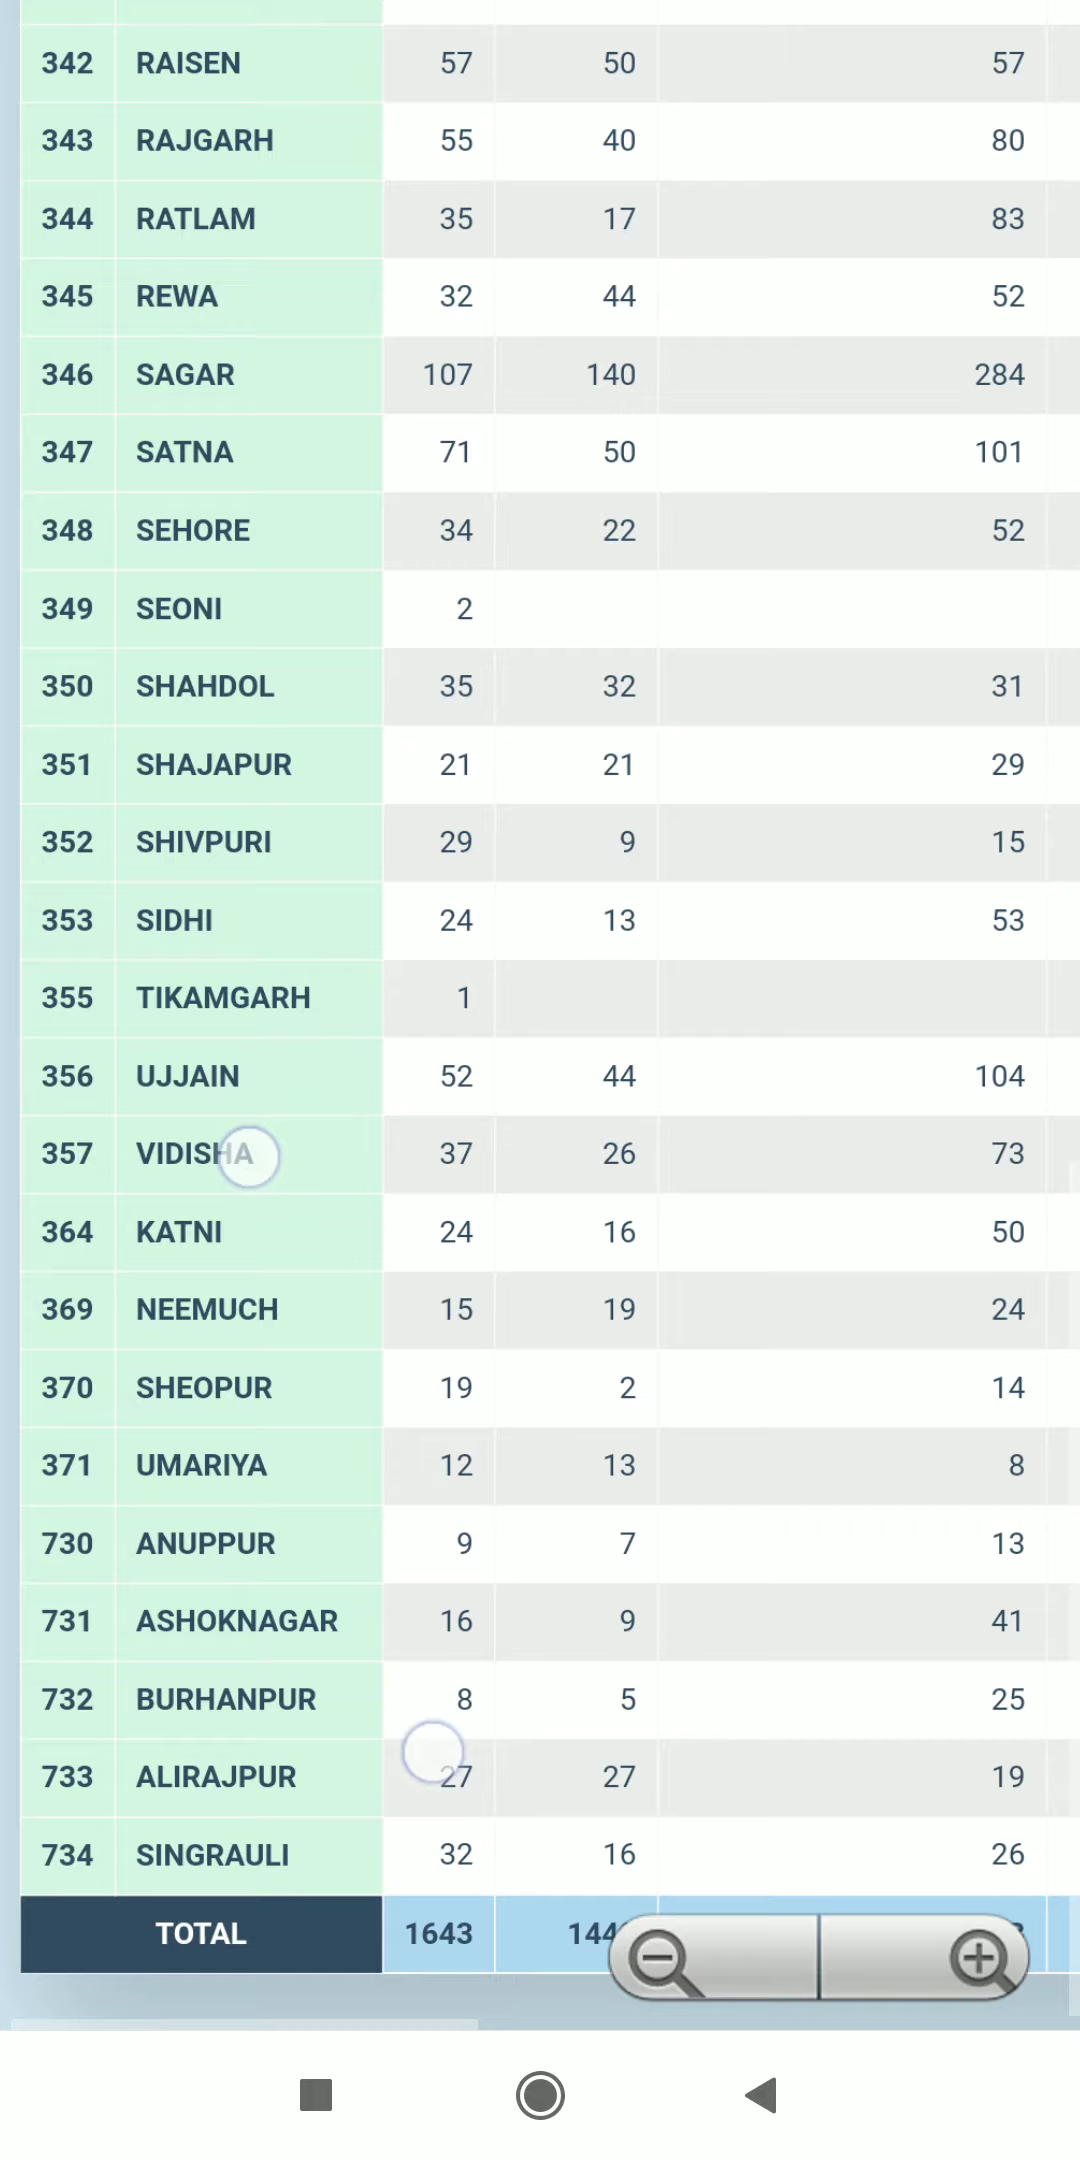 342 RAISEN 57 50 57
343 RAJGARH 55 40 80
344 RATLAM 35 17 83
345 REWA 32 44 52
346 SAGAR 107 140 284
347 SATNA 71 50 101
348 SEHORE 34 22 52
349 SEONI 2
350 SHAHDOL 35 32 31
351 SHAJAPUR 21 21 29
352 SHIVPURI 29 9 15
353 SIDHI 24 13 53
355 TIKAMGARH 1
356 UJJAIN 52 44 104
357 VIDISHA 37 26 73
364 KATNI 24 16 50
369 NEEMUCH 15 19 24
370 SHEOPUR 19 2 14
371 UMARIYA 12 13 8
730 ANUPPUR 9 7 13
731 ASHOKNAGAR 16 9 41
732 BURHANPUR 8 5 25
733 ALIRAJPUR 27 27 19
734 SINGRAULI 32 16 26
TOTAL 1643